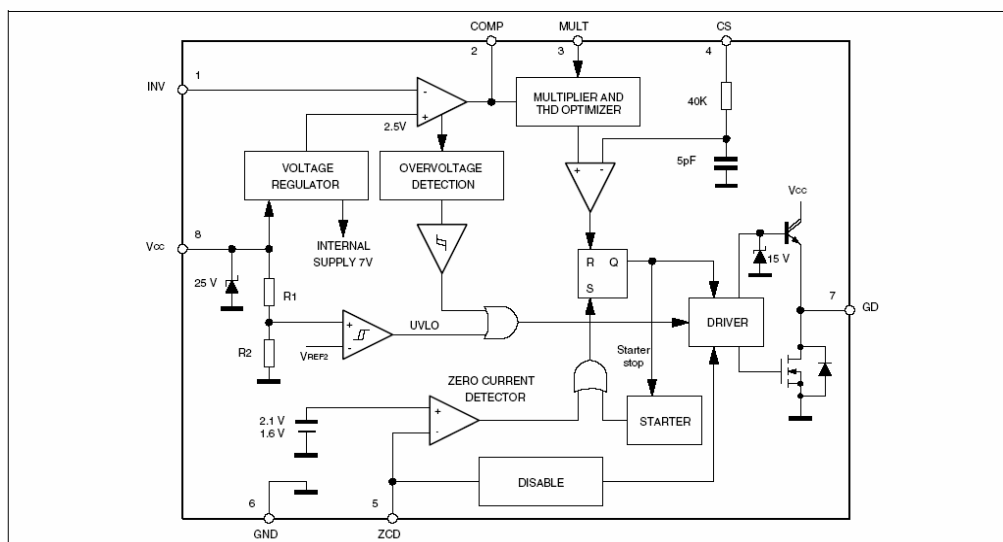 COMP MULT CS
2 3 4
1
INV
- +
2.5V
MULTIPLIER AND
THD OPTIMIZER
40K
5pF
VOLTAGE
REGULATOR
OVERVOLTAGE
DETECTION
+ -
Vcc
8
Vcc
INTERNAL
SUPPLY 7V
25 V
R1
R Q
S
15 V
7
GD
DRIVER
+ -
UVLO
R2
VREF2
Starter
stop
ZERO CURRENT
DETECTOR
2.1 V
1.6 V
+ -
STARTER
DISABLE
6 5
GND ZCD